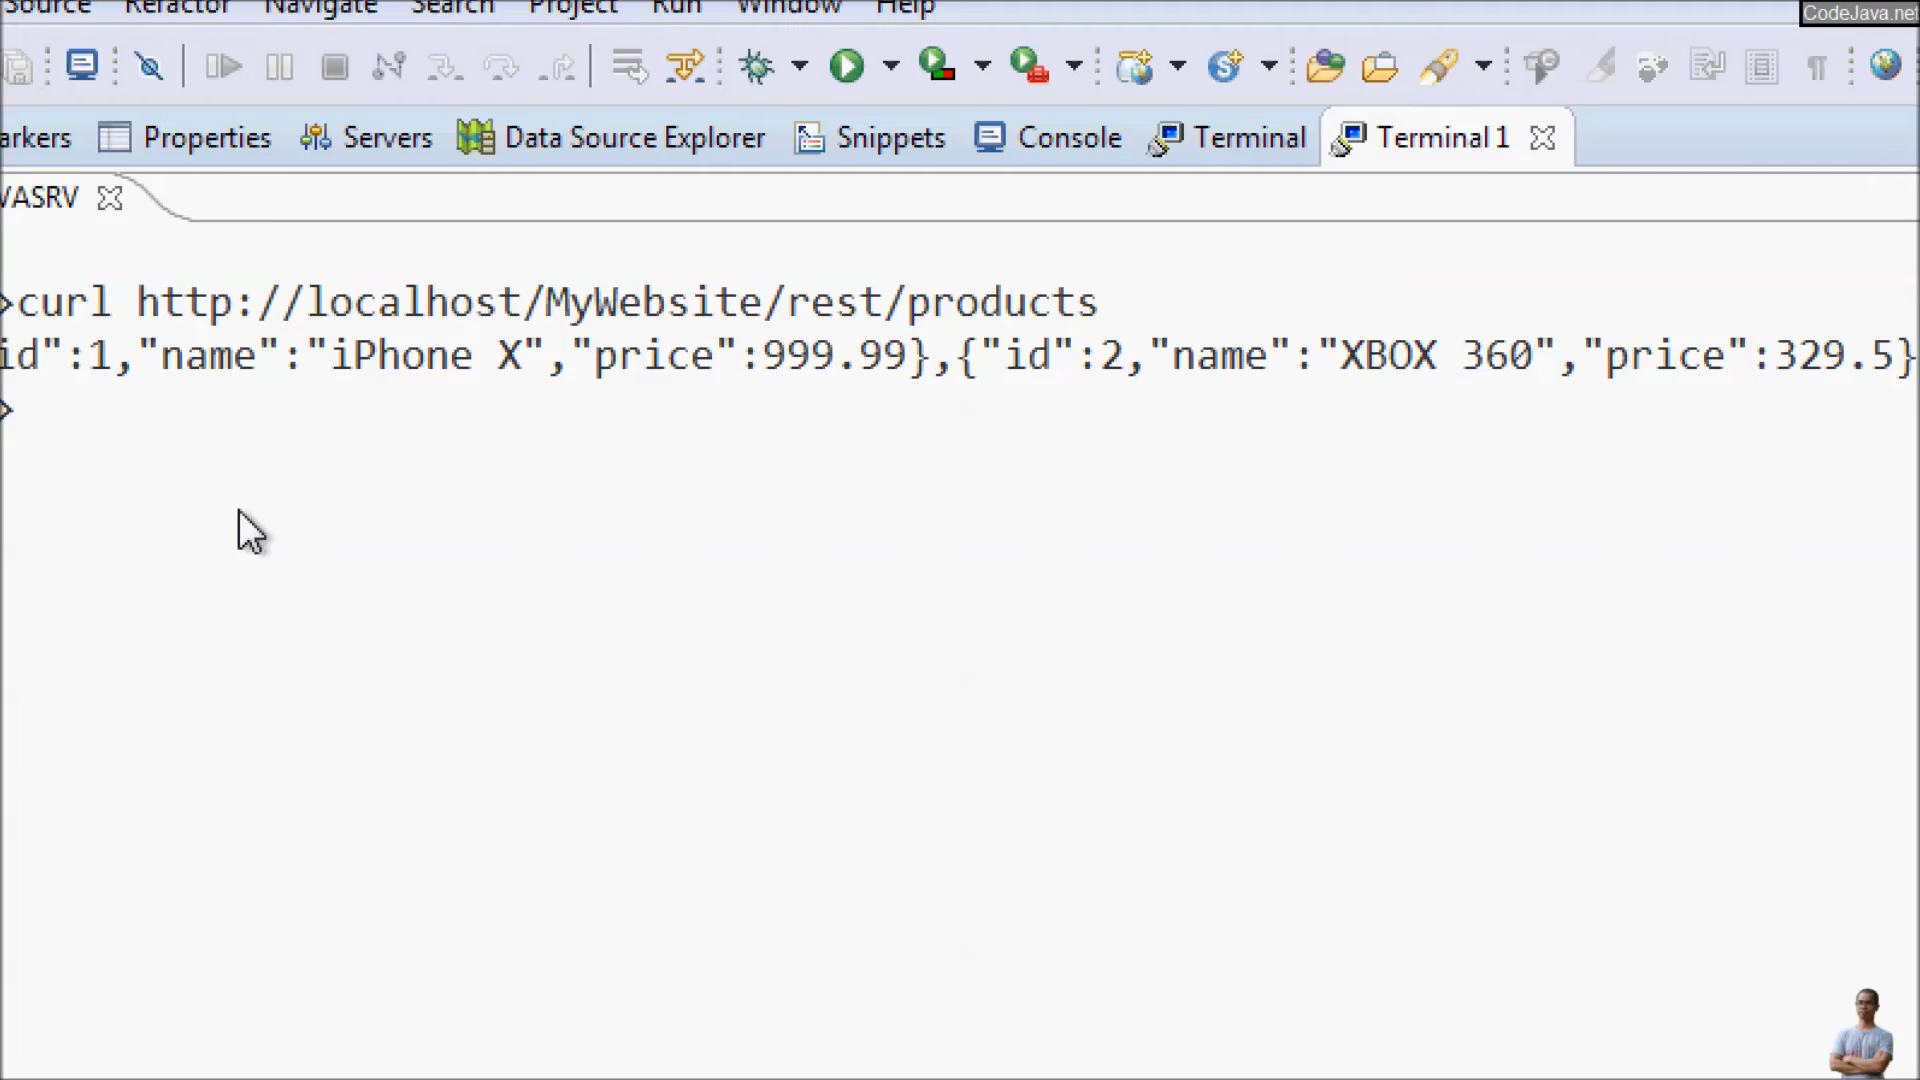 Source Refactor Navigate Search Project Run Window Help
CodeJava.net
arkers Properties Servers Data Source Explorer Snippets Console Terminal Terminal 1
VASRV
>curl http://localhost/MyWebsite/rest/products
id":1,"name":"iPhone X","price":999.99},{"id":2,"name":"XBOX 360","price":329.5}
>